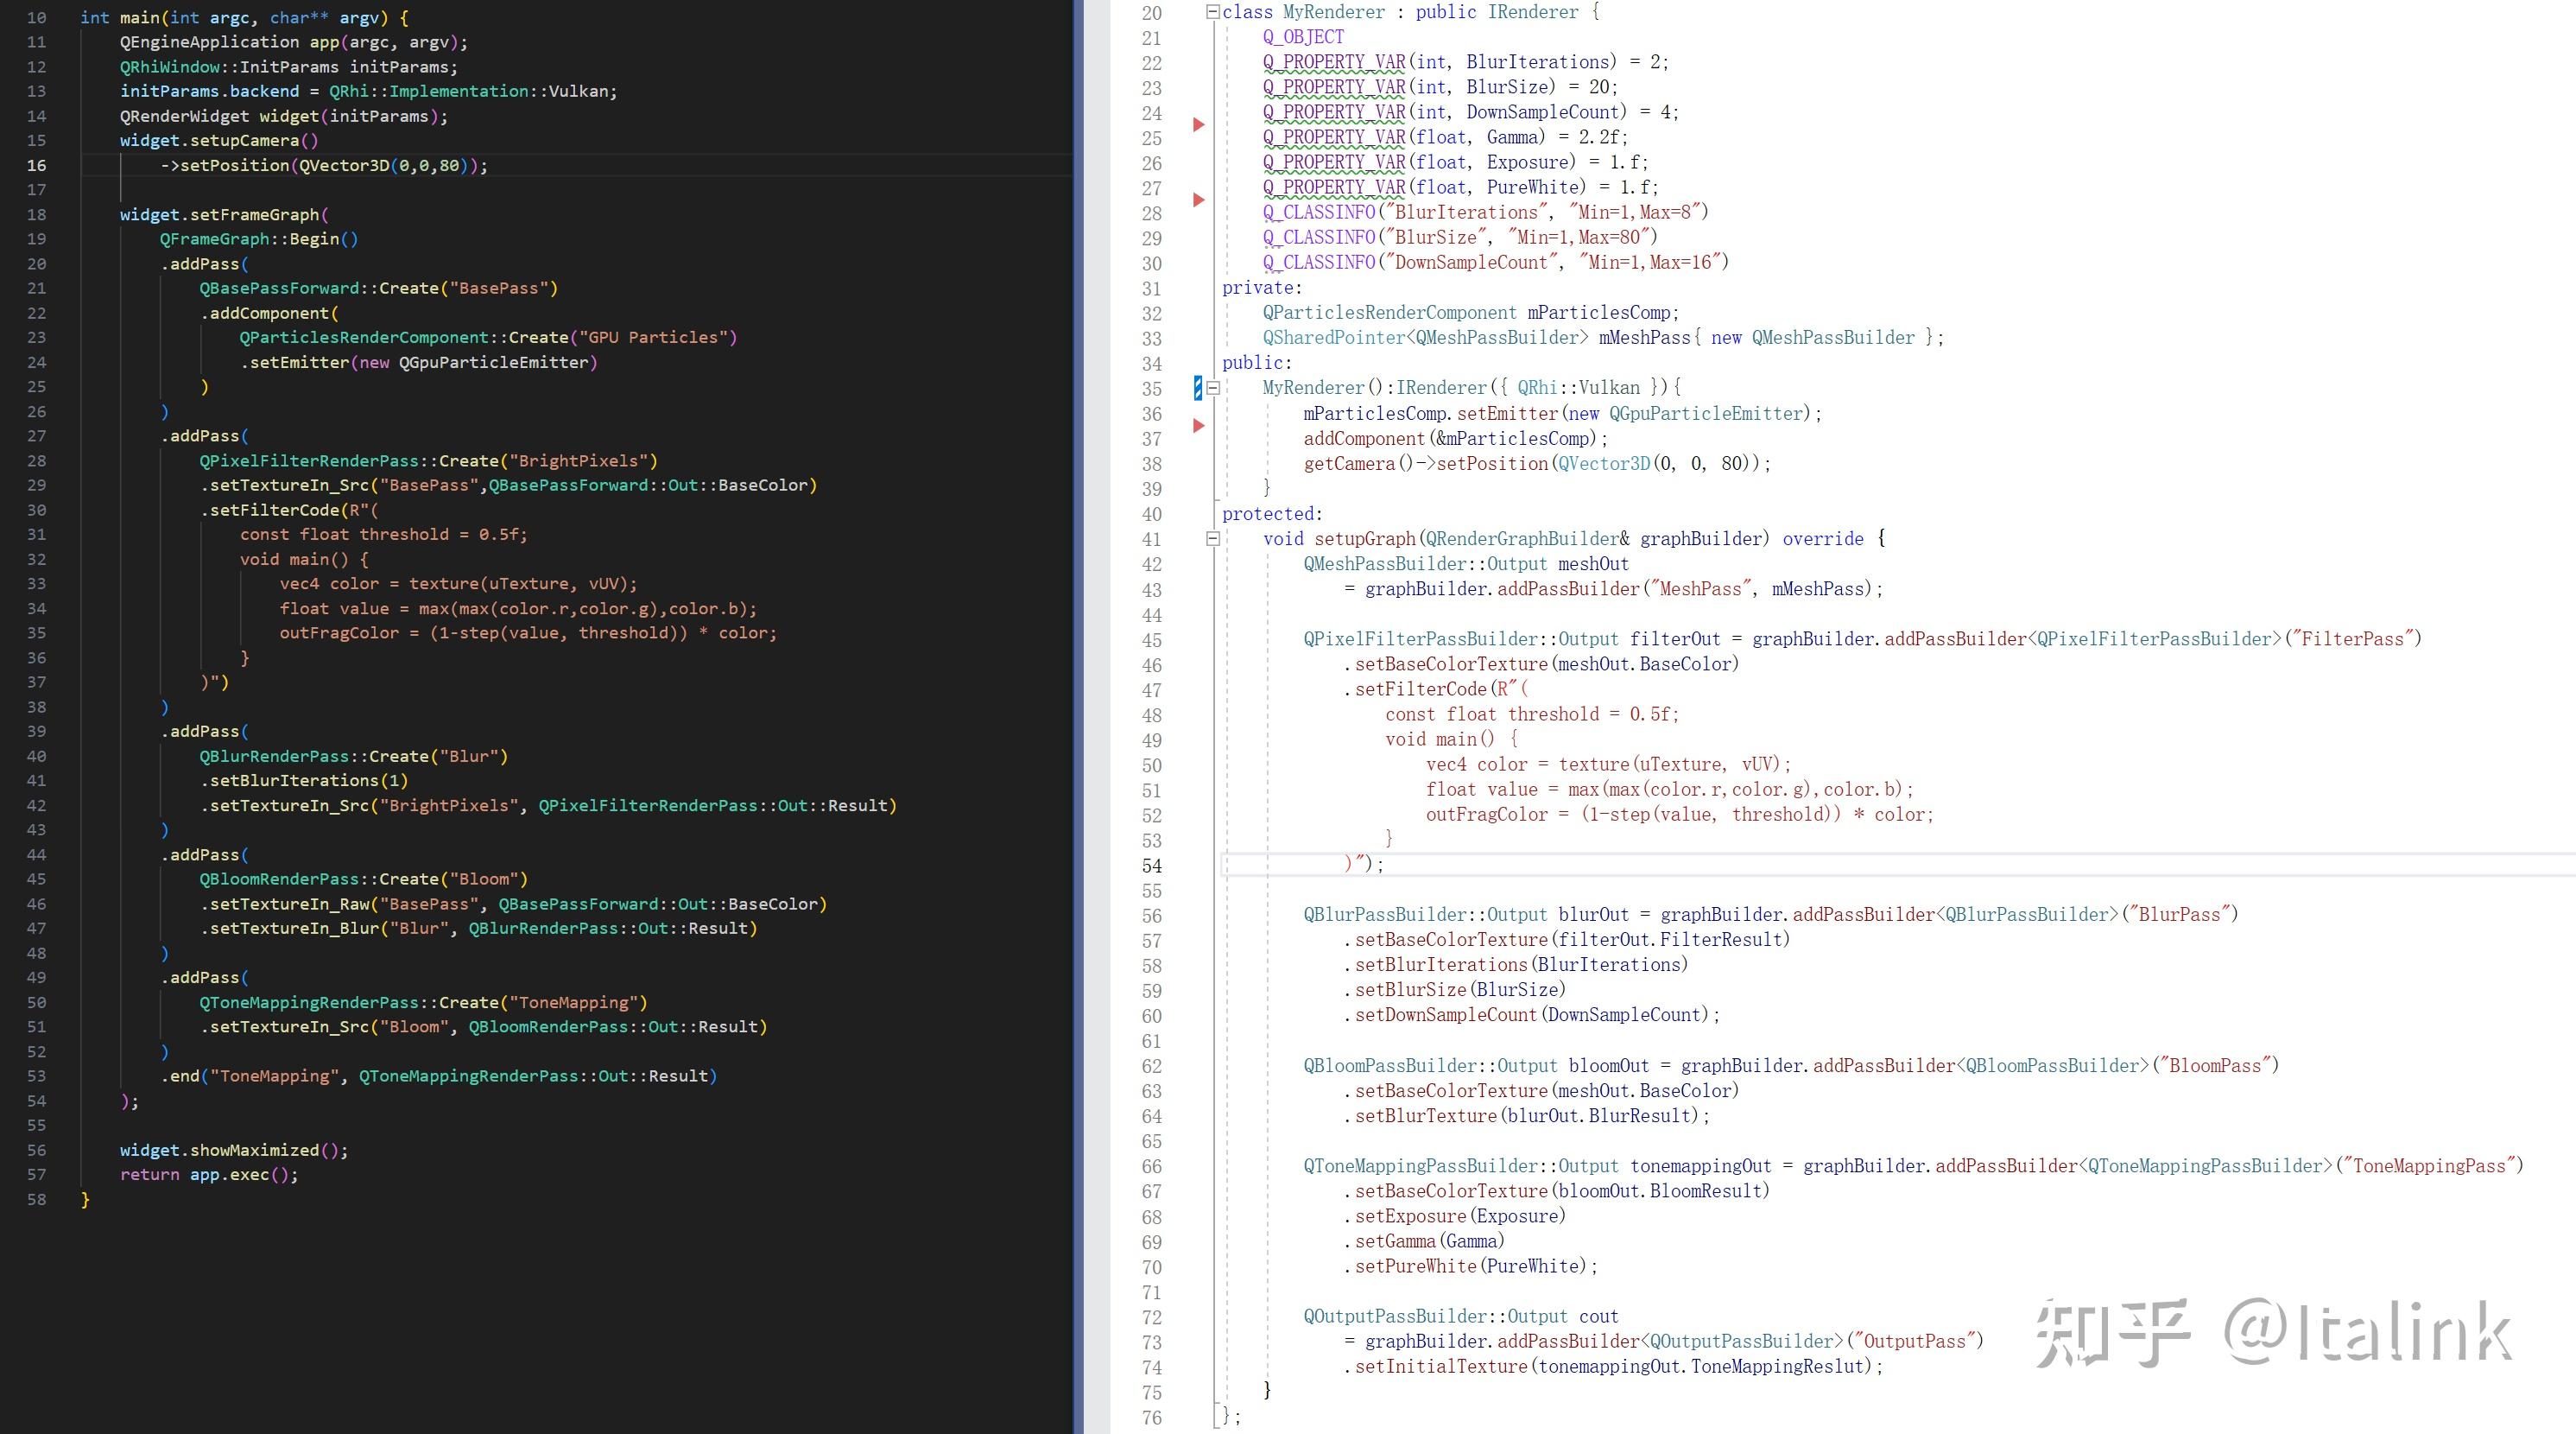 10 int main(int argc, char** argv) {
11 QEngineApplication app(argc, argv);
12 QRhiWindow::InitParams initParams;
13 initParams.backend = QRhi::Implementation::Vulkan;
14 QRenderWidget widget(initParams);
15 widget.setupCamera()
16 ->setPosition(QVector3D(0,0,80));
17
18 widget.setFrameGraph(
19 QFrameGraph::Begin()
20 .addPass(
21 QBasePassForward::Create("BasePass")
22 .addComponent(
23 QParticlesRenderComponent::Create("GPU Particles")
24 .setEmitter(new QGpuParticleEmitter)
25 )
26 )
27 .addPass(
28 QPixelFilterRenderPass::Create("BrightPixels")
29 .setTextureIn_Src("BasePass",QBasePassForward::Out::BaseColor)
30 .setFilterCode(R"(
31 const float threshold = 0.5f;
32 void main() {
33 vec4 color = texture(uTexture, vUV);
34 float value = max(max(color.r,color.g),color.b);
35 outFragColor = (1-step(value, threshold)) * color;
36 }
37 )")
38 )
39 .addPass(
40 QBlurRenderPass::Create("Blur")
41 .setBlurIterations(1)
42 .setTextureIn_Src("BrightPixels", QPixelFilterRenderPass::Out::Result)
43 )
44 .addPass(
45 QBloomRenderPass::Create("Bloom")
46 .setTextureIn_Raw("BasePass", QBasePassForward::Out::BaseColor)
47 .setTextureIn_Blur("Blur", QBlurRenderPass::Out::Result)
48 )
49 .addPass(
50 QToneMappingRenderPass::Create("ToneMapping")
51 .setTextureIn_Src("Bloom", QBloomRenderPass::Out::Result)
52 )
53 .end("ToneMapping", QToneMappingRenderPass::Out::Result)
54 );
55
56 widget.showMaximized();
57 return app.exec();
58 }
20 class MyRenderer : public IRenderer {
21 Q_OBJECT
22 Q_PROPERTY_VAR(int, BlurIterations) = 2;
23 Q_PROPERTY_VAR(int, BlurSize) = 20;
24 Q_PROPERTY_VAR(int, DownSampleCount) = 4;
25 Q_PROPERTY_VAR(float, Gamma) = 2.2f;
26 Q_PROPERTY_VAR(float, Exposure) = 1.f;
27 Q_PROPERTY_VAR(float, PureWhite) = 1.f;
28 Q_CLASSINFO("BlurIterations", "Min=1,Max=8")
29 Q_CLASSINFO("BlurSize", "Min=1,Max=80")
30 Q_CLASSINFO("DownSampleCount", "Min=1,Max=16")
31 private:
32 QParticlesRenderComponent mParticlesComp;
33 QSharedPointer<QMeshPassBuilder> mMeshPass{ new QMeshPassBuilder };
34 public:
35 MyRenderer():IRenderer({ QRhi::Vulkan }){
36 mParticlesComp.setEmitter(new QGpuParticleEmitter);
37 addComponent(&mParticlesComp);
38 getCamera()->setPosition(QVector3D(0, 0, 80));
39 }
40 protected:
41 void setupGraph(QRenderGraphBuilder& graphBuilder) override {
42 QMeshPassBuilder::Output meshOut
43 = graphBuilder.addPassBuilder("MeshPass", mMeshPass);
44
45 QPixelFilterPassBuilder::Output filterOut = graphBuilder.addPassBuilder<QPixelFilterPassBuilder>("FilterPass")
46 .setBaseColorTexture(meshOut.BaseColor)
47 .setFilterCode(R"(
48 const float threshold = 0.5f;
49 void main() {
50 vec4 color = texture(uTexture, vUV);
51 float value = max(max(color.r,color.g),color.b);
52 outFragColor = (1-step(value, threshold)) * color;
53 }
54 )");
55
56 QBlurPassBuilder::Output blurOut = graphBuilder.addPassBuilder<QBlurPassBuilder>("BlurPass")
57 .setBaseColorTexture(filterOut.FilterResult)
58 .setBlurIterations(BlurIterations)
59 .setBlurSize(BlurSize)
60 .setDownSampleCount(DownSampleCount);
61
62 QBloomPassBuilder::Output bloomOut = graphBuilder.addPassBuilder<QBloomPassBuilder>("BloomPass")
63 .setBaseColorTexture(meshOut.BaseColor)
64 .setBlurTexture(blurOut.BlurResult);
65
66 QToneMappingPassBuilder::Output tonemappingOut = graphBuilder.addPassBuilder<QToneMappingPassBuilder>("ToneMappingPass")
67 .setBaseColorTexture(bloomOut.BloomResult)
68 .setExposure(Exposure)
69 .setGamma(Gamma)
70 .setPureWhite(PureWhite);
71
72 QOutputPassBuilder::Output cout
73 = graphBuilder.addPassBuilder<QOutputPassBuilder>("OutputPass")
74 .setInitialTexture(tonemappingOut.ToneMappingReslut);
75 }
76 };
知乎 @Italink